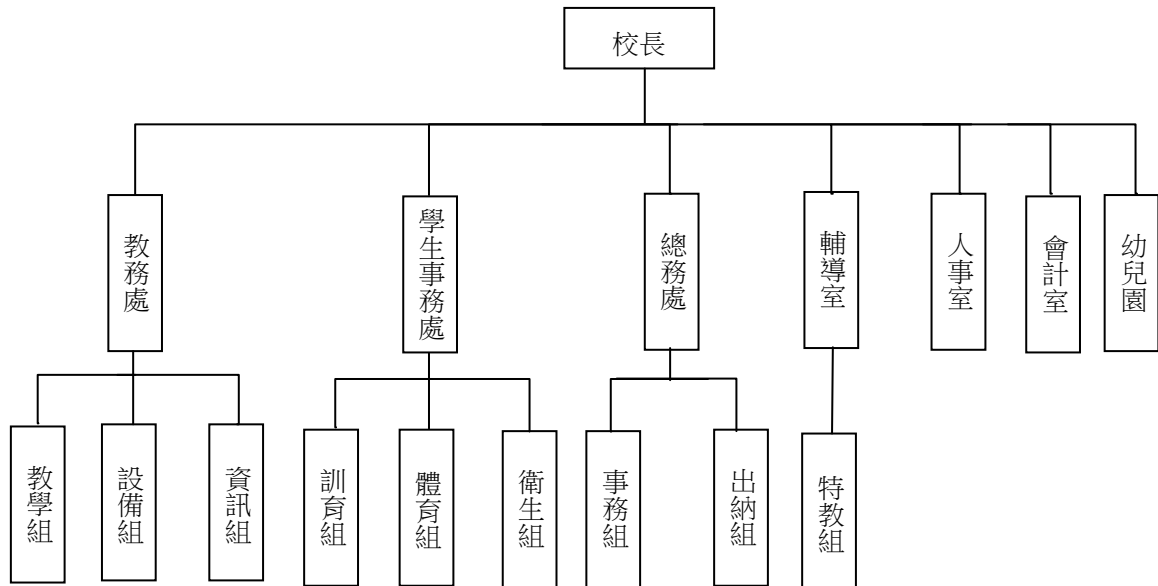 校長
教務處
學生事務處
總務處
輔導室
人事室
會計室
幼兒園
教學組
設備組
資訊組
訓育組
體育組
衛生組
事務組
出納組
特教組